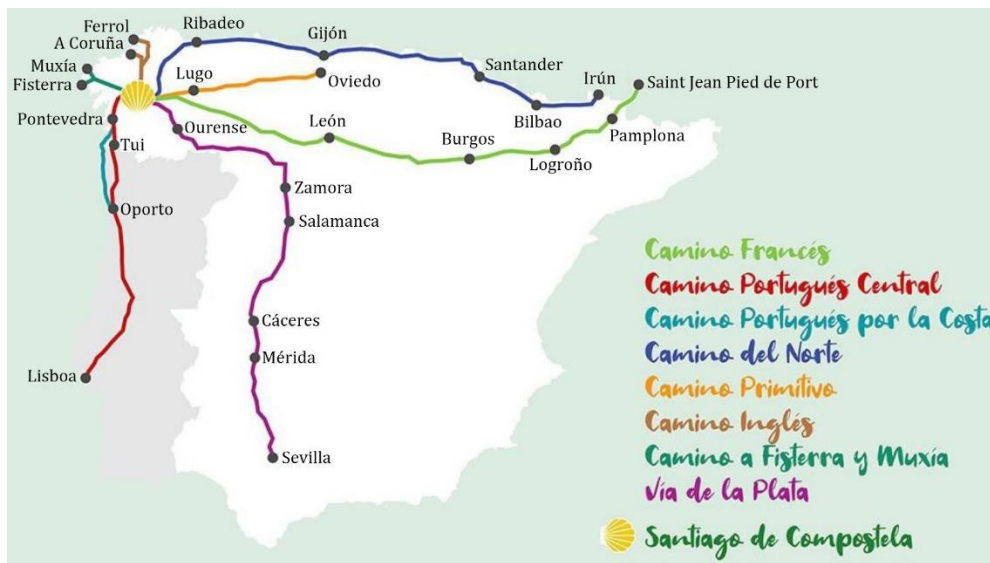 Ferrol
A Coruña
Ribadeo
Gijón
Muxía
Fisterra
Lugo
Oviedo
Santander
Irún
Saint Jean Pied de Port
Pontevedra
Ourense
León
Bilbao
Pamplona
Tui
Burgos
Logroño
Zamora
Oporto
Salamanca
Cáceres
Mérida
Lisboa
Sevilla
Camino Francés
Camino Portugués Central
Camino Portugués por la Costa
Camino del Norte
Camino Primitivo
Camino Inglés
Camino a Fisterra y Muxía
Vía de la Plata
Santiago de Compostela